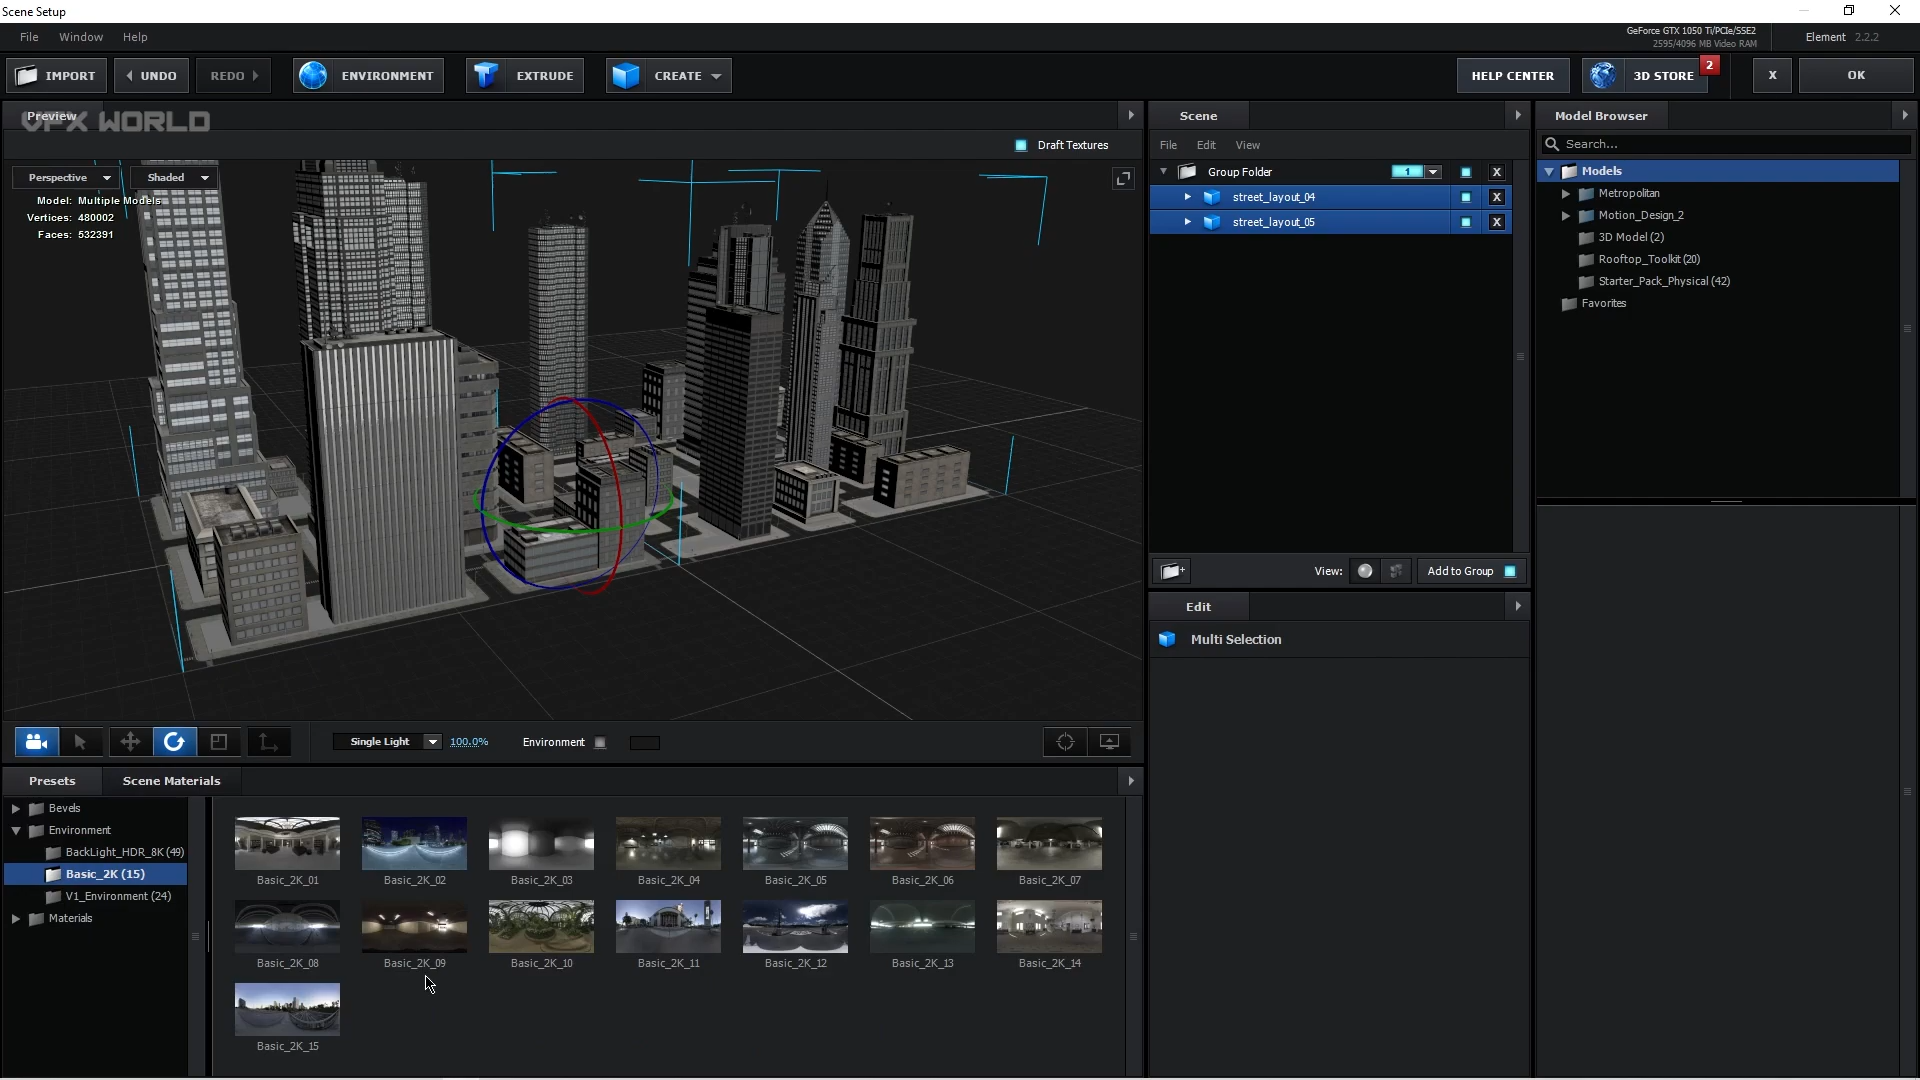 Scene Setup
File Window Help
GeForce GTX 1050 Ti/PCIe/SSE2
2595/4096 MB Video RAM
Element 2.2.2
IMPORT UNDO REDO ENVIRONMENT EXTRUDE CREATE HELP CENTER 3D STORE 2 X OK
Preview
VFX WORLD
Draft Textures
Perspective Shaded
Model: Multiple Models
Vertices: 480002
Faces: 532391
Single Light 100.0% Environment
Scene
File Edit View
Group Folder 1 X
street_layout_04 X
street_layout_05 X
View: Add to Group
Edit
Multi Selection
Model Browser
Search...
Models
Metropolitan
Motion_Design_2
3D Model (2)
Rooftop_Toolkit (20)
Starter_Pack_Physical (42)
Favorites
Presets Scene Materials
Bevels
Environment
BackLight_HDR_8K (49)
Basic_2K (15)
V1_Environment (24)
Materials
Basic_2K_01 Basic_2K_02 Basic_2K_03 Basic_2K_04 Basic_2K_05 Basic_2K_06 Basic_2K_07
Basic_2K_08 Basic_2K_09 Basic_2K_10 Basic_2K_11 Basic_2K_12 Basic_2K_13 Basic_2K_14
Basic_2K_15